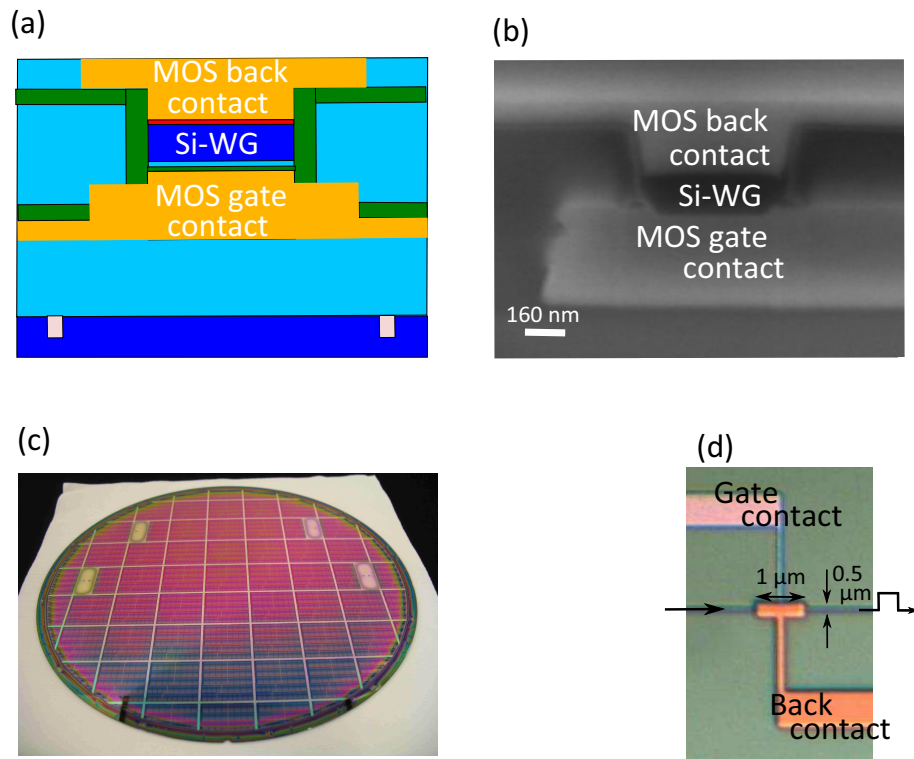 (a)
MOS back
contact
Si-WG
MOS gate
contact
(b)
MOS back
contact
Si-WG
MOS gate
contact
160 nm
(c)
(d)
Gate
contact
1 μm
0.5
μm
Back
contact